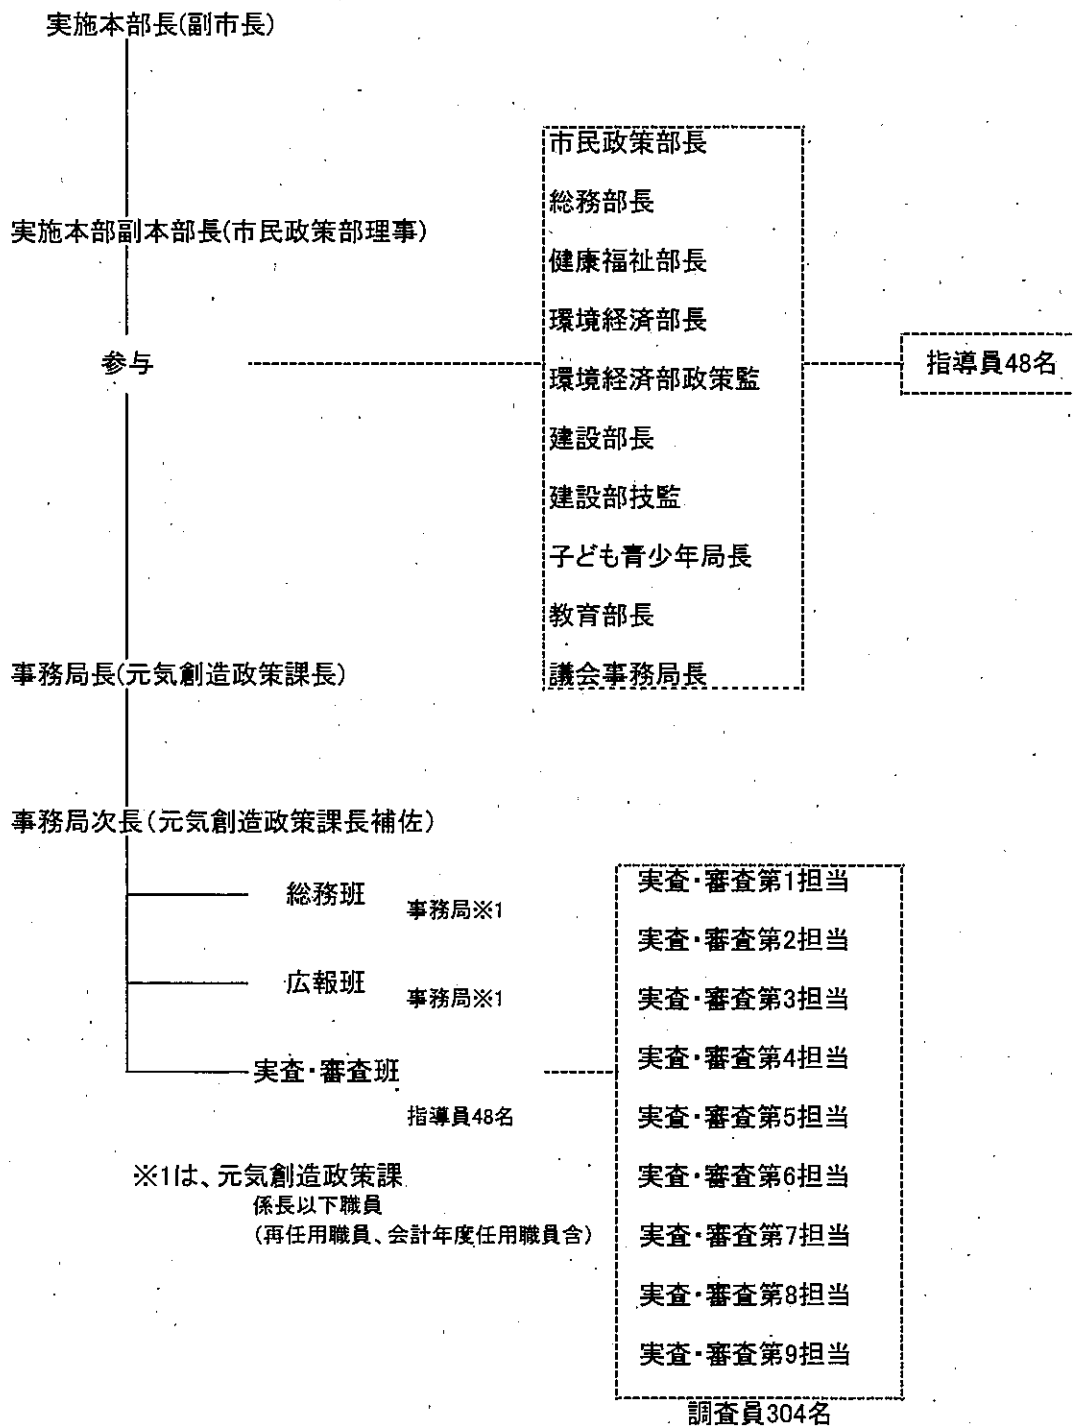 実施本部長(副市長)
市民政策部長
総務部長
実施本部副本部長(市民政策部理事)
健康福祉部長
環境経済部長
参与
指導員48名
環境経済部政策監
建設部長
建設部技監
子ども青少年局長
教育部長
事務局長(元気創造政策課長)
議会事務局長
事務局次長(元気創造政策課長補佐)
総務班
事務局※1
広報班
事務局※1
実査・審査班
指導員48名
実査・審査第1担当
実査・審査第2担当
実査・審査第3担当
実査・審査第4担当
実査・審査第5担当
実査・審査第6担当
実査・審査第7担当
実査・審査第8担当
実査・審査第9担当
調査員304名
※1は、元気創造政策課
係長以下職員
(再任用職員、会計年度任用職員含)